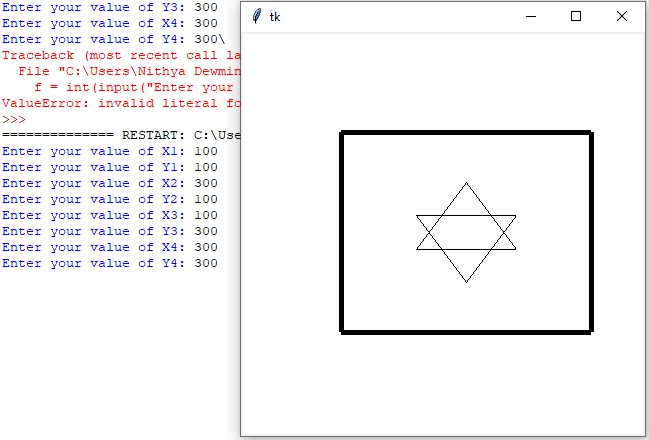 Enter your value of Y3: 300
Enter your value of X4: 300
Enter your value of Y4: 300\
Traceback (most recent call la
File "C:\Users\Nithya Dewmin
f = int(input("Enter your
ValueError: invalid literal fo
>>>
============== RESTART: C:\Use
Enter your value of X1: 100
Enter your value of Y1: 100
Enter your value of X2: 300
Enter your value of Y2: 100
Enter your value of X3: 100
Enter your value of Y3: 300
Enter your value of X4: 300
Enter your value of Y4: 300
tk